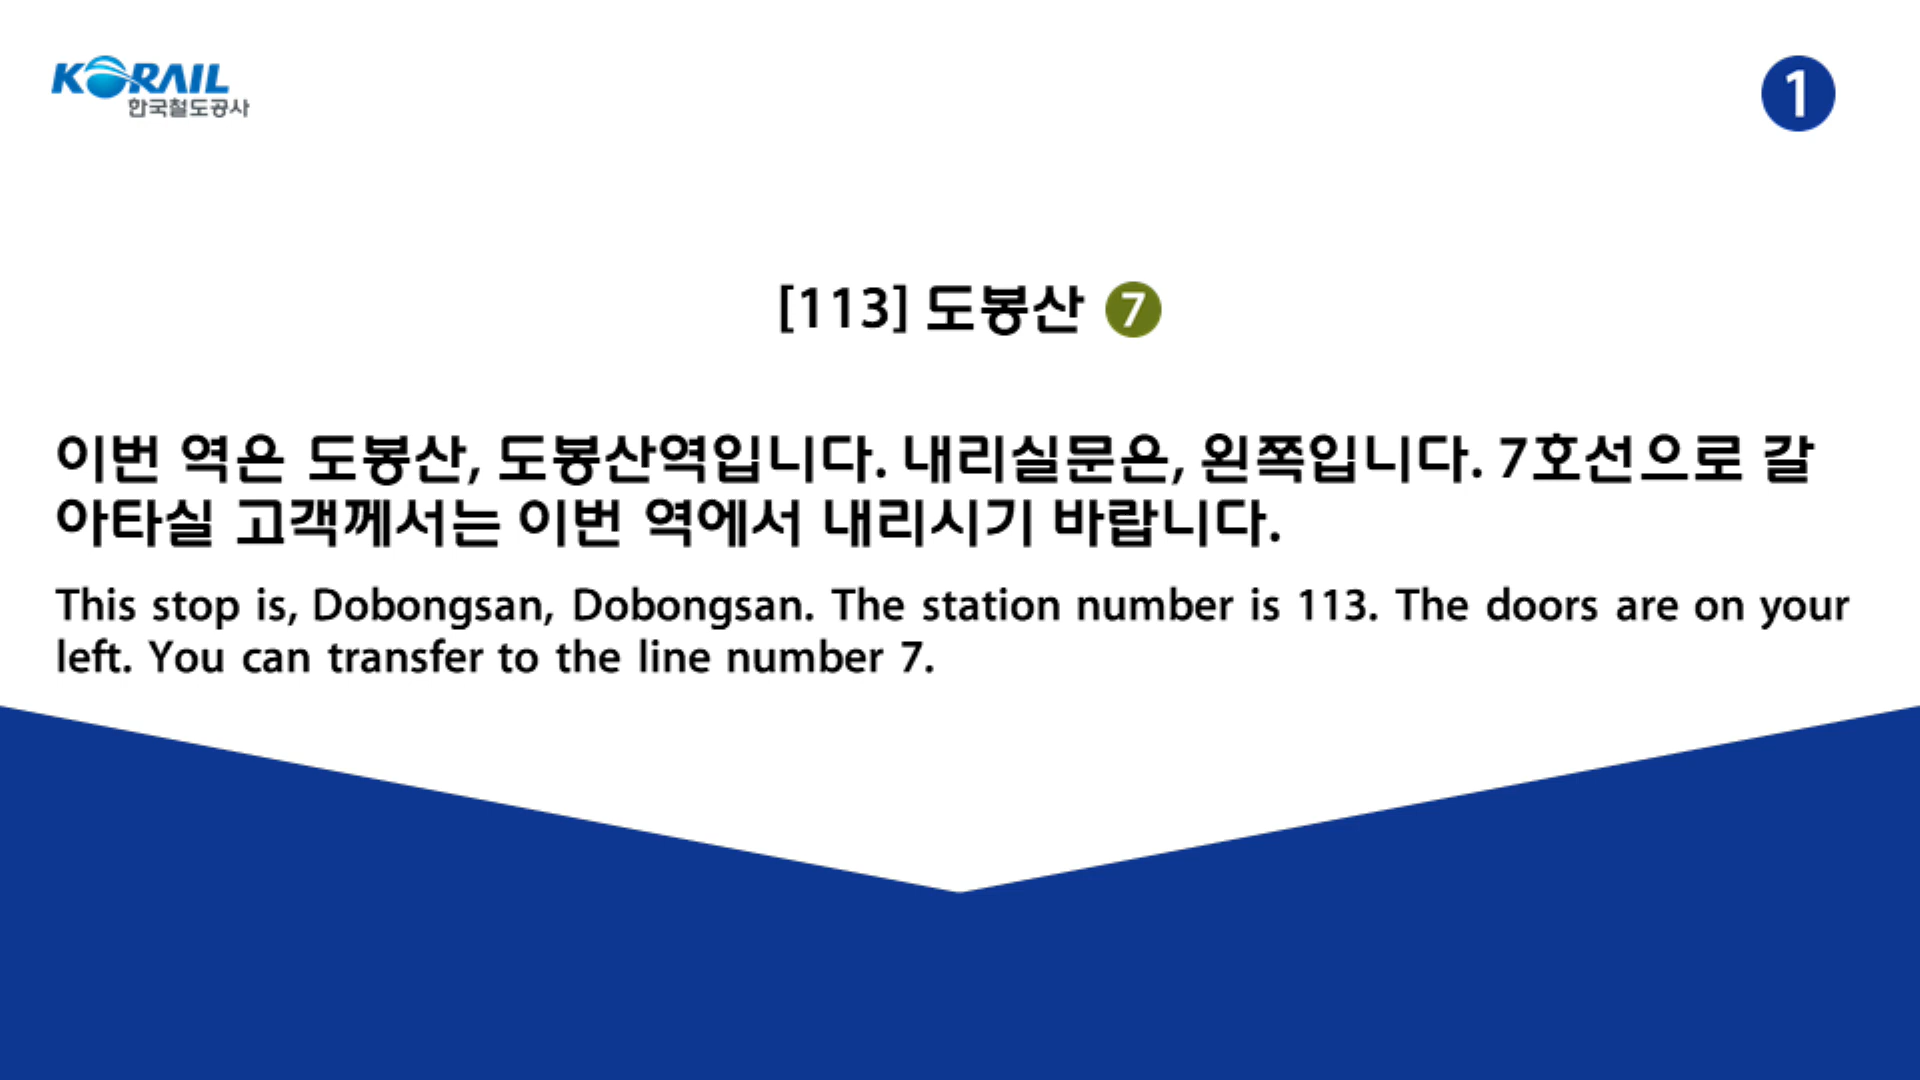 KORAIL
한국철도공사
1
[113] 도봉산 7
이번 역은 도봉산, 도봉산역입니다. 내리실문은, 왼쪽입니다. 7호선으로 갈
아타실 고객께서는 이번 역에서 내리시기 바랍니다.
This stop is, Dobongsan, Dobongsan. The station number is 113. The doors are on your
left. You can transfer to the line number 7.